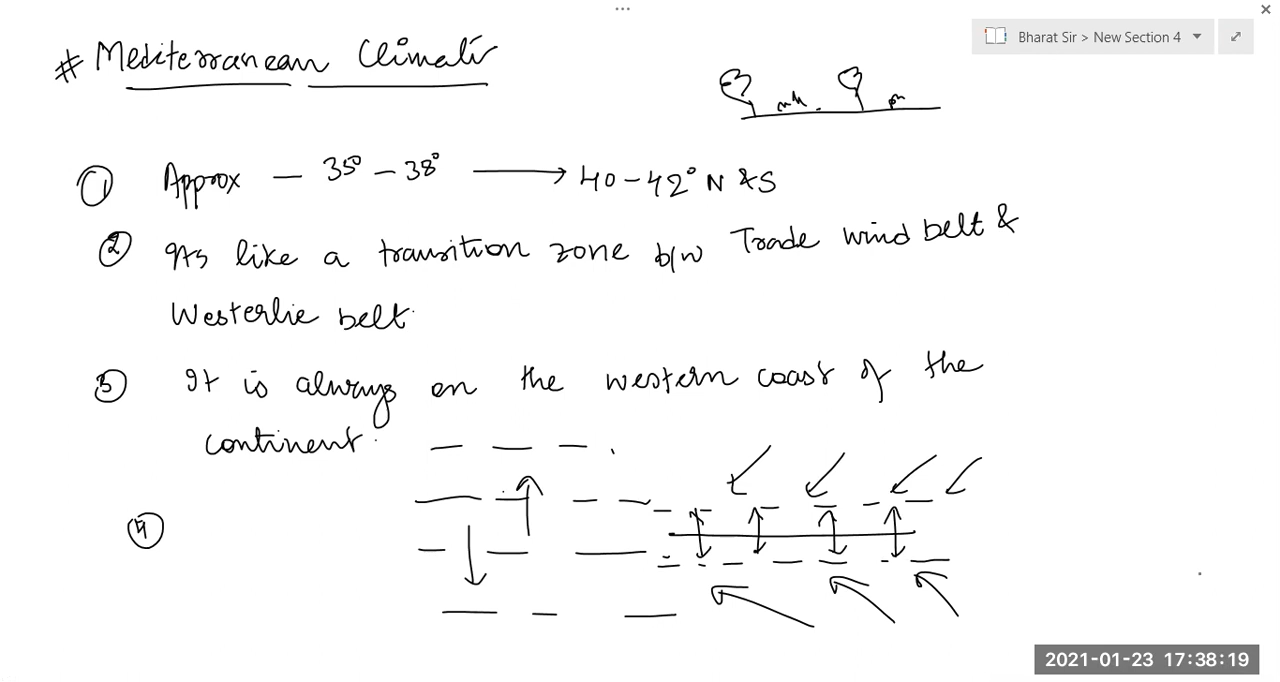 Bharat Sir > New Section 4
# Mediterranean Climatic
① Approx — 35° – 38° ⟶ 40 – 42° N & S
② Its like a transition zone b/w Trade wind belt &
Westerlie belt.
③ It is always on the western coast of the
continent.
④
2021-01-23 17:38:19